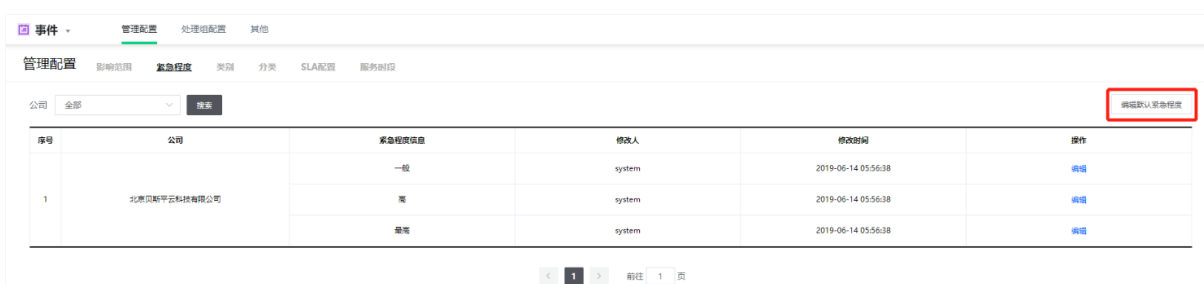 事件 管理配置 处理组配置 其他
管理配置 影响范围 紧急程度 类别 分类 SLA配置 服务时段
公司 全部 搜索 编辑默认紧急程度
序号 公司 紧急程度信息 修改人 修改时间 操作
一般 system 2019-06-14 05:56:38 编辑
1 北京贝斯平云科技有限公司 高 system 2019-06-14 05:56:38 编辑
最高 system 2019-06-14 05:56:38 编辑
< 1 > 前往 1 页